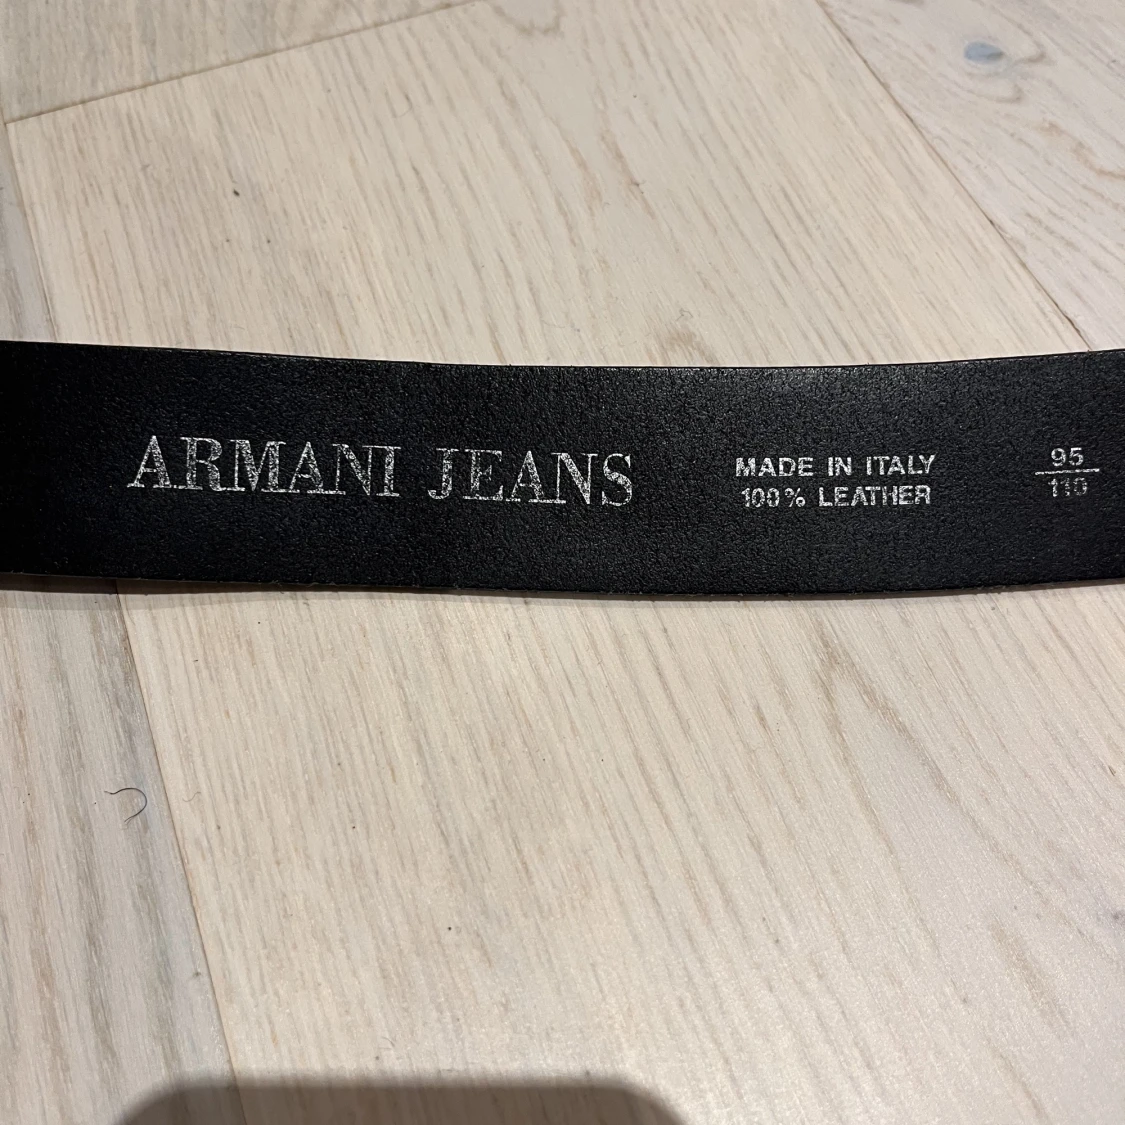 ARMANI JEANS
MADE IN ITALY
100% LEATHER
95
110